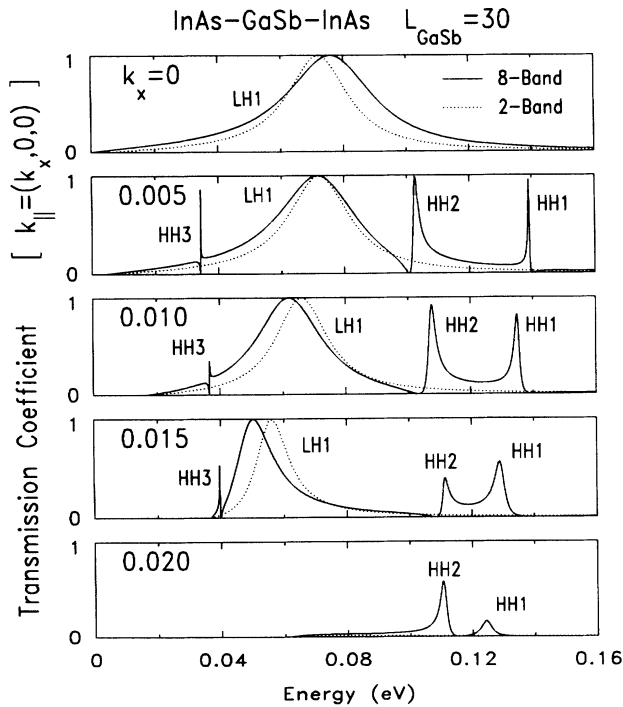 InAs–GaSb–InAs L_GaSb=30
1
k_x=0
LH1
8-Band
2-Band
0
1
0.005
LH1
HH3
HH2
HH1
0
1
0.010
LH1
HH3
HH2
HH1
0
1
0.015
LH1
HH3
HH2
HH1
0
1
0.020
HH2
HH1
0
0 0.04 0.08 0.12 0.16
Energy (eV)
Transmission Coefficient [ k_||=(k_x,0,0) ]